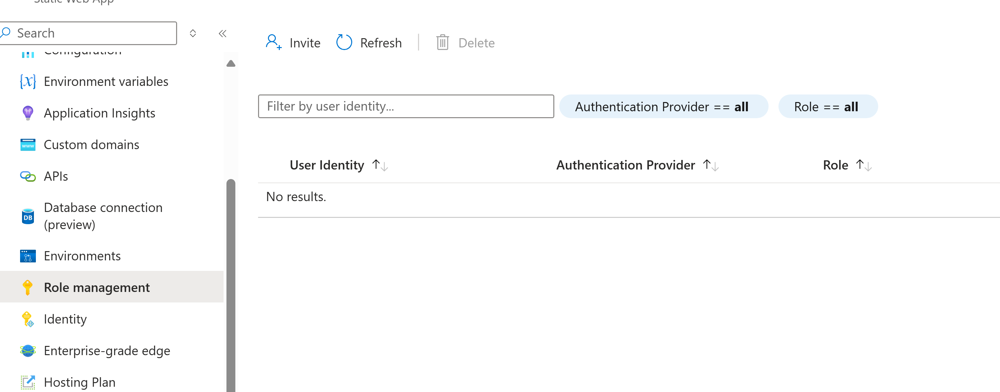 Static Web App
Search
Invite
Refresh
Delete
Configuration
Environment variables
Application Insights
www
Custom domains
APIs
DB
Database connection
(preview)
Environments
Role management
Identity
Enterprise-grade edge
Hosting Plan
Filter by user identity...
Authentication Provider == all
Role == all
User Identity
Authentication Provider
Role
No results.